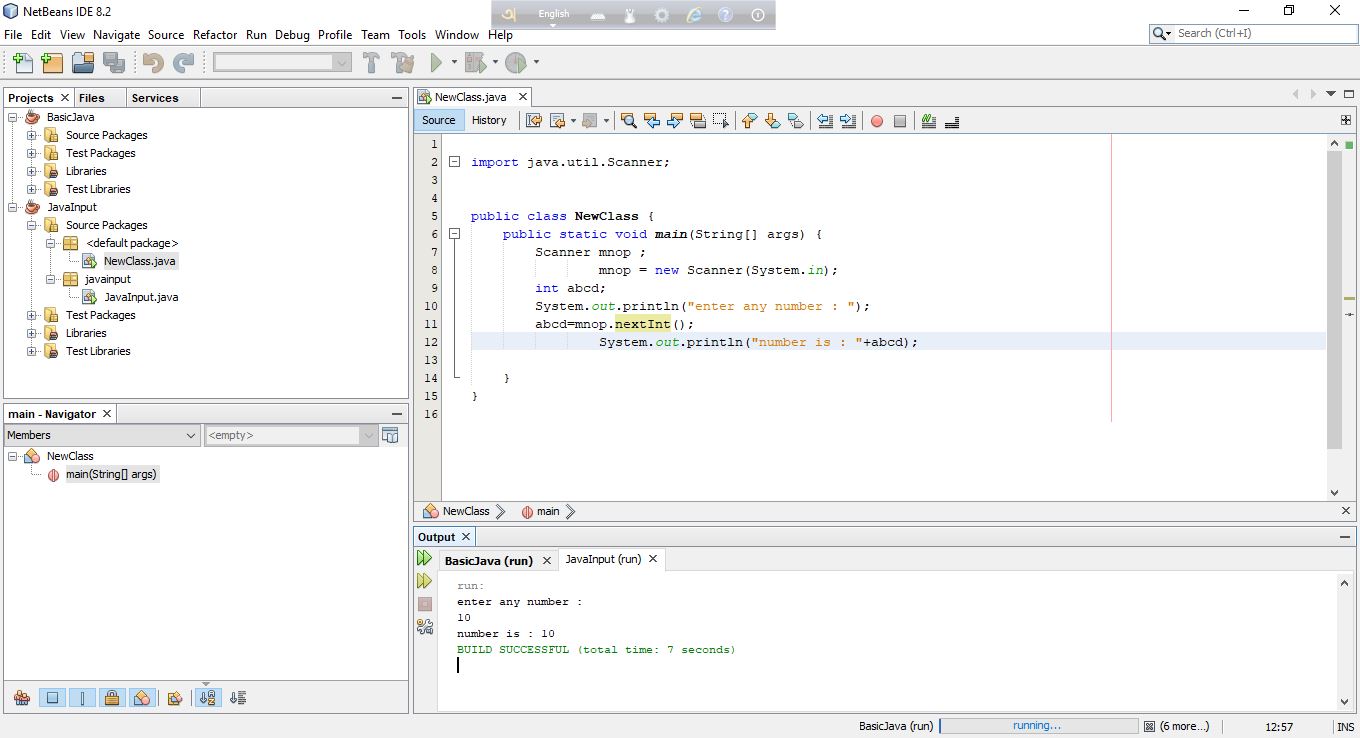 NetBeans IDE 8.2
অ English
File Edit View Navigate Source Refactor Run Debug Profile Team Tools Window Help
Search (Ctrl+I)
Projects Files Services
BasicJava
Source Packages
Test Packages
Libraries
Test Libraries
JavaInput
Source Packages
<default package>
NewClass.java
javainput
JavaInput.java
Test Packages
Libraries
Test Libraries
main - Navigator
Members <empty>
NewClass
main(String[] args)
NewClass.java
Source History
1
2 import java.util.Scanner;
3
4
5 public class NewClass {
6 public static void main(String[] args) {
7 Scanner mnop ;
8 mnop = new Scanner(System.in);
9 int abcd;
10 System.out.println("enter any number : ");
11 abcd=mnop.nextInt();
12 System.out.println("number is : "+abcd);
13
14 }
15 }
16
NewClass main
Output
BasicJava (run) JavaInput (run)
run:
enter any number :
10
number is : 10
BUILD SUCCESSFUL (total time: 7 seconds)
BasicJava (run) running... (6 more...) 12:57 INS